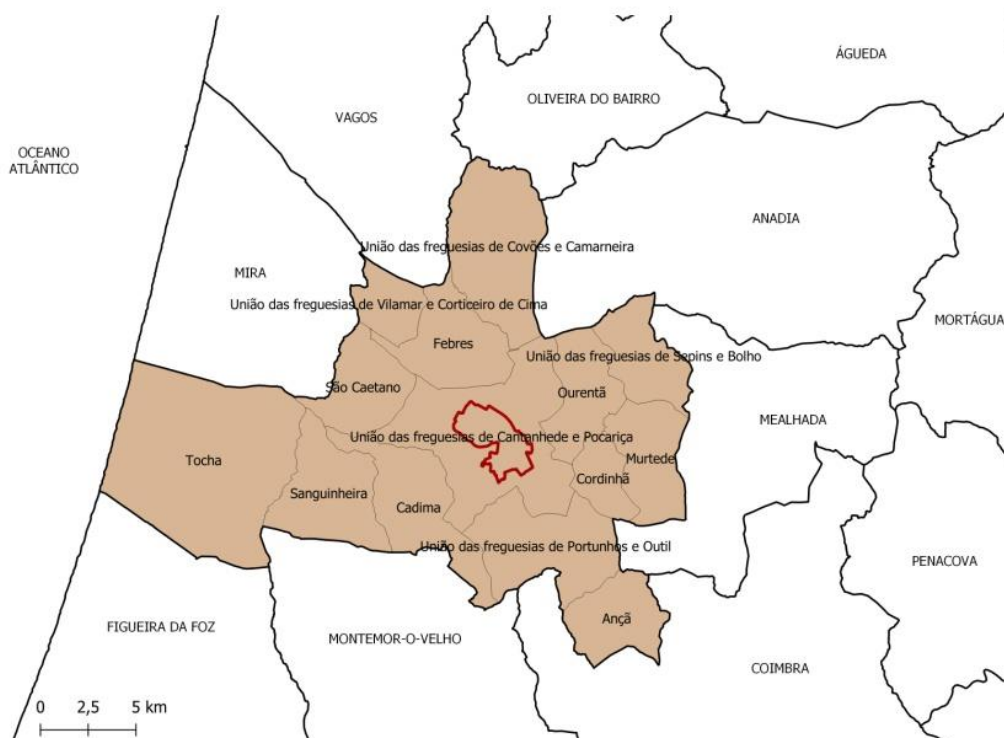 ÁGUEDA
OLIVEIRA DO BAIRRO
VAGOS
OCEANO
ATLÂNTICO
ANADIA
União das freguesias de Covões e Camarneira
MIRA
União das freguesias de Vilamar e Corticeiro de Cima
MORTÁGUA
Febres
União das freguesias de Sepins e Bolho
São Caetano
Ourentã
MEALHADA
União das freguesias de Cantanhede e Pocariça
Tocha
Murtede
Cordinhã
Sanguinheira
Cadima
União das freguesias de Portunhos e Outil
PENACOVA
Ançã
FIGUEIRA DA FOZ
MONTEMOR-O-VELHO
COIMBRA
0 2,5 5 km